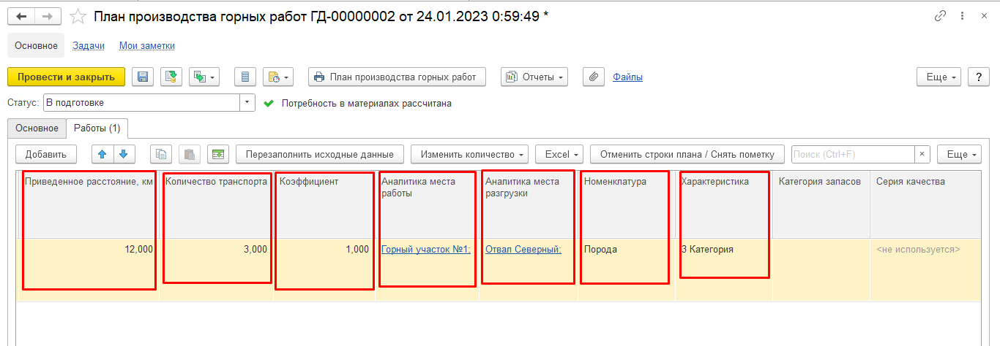 План производства горных работ ГД-00000002 от 24.01.2023 0:59:49 *
Основное Задачи Мои заметки
Провести и закрыть План производства горных работ Отчеты Файлы Еще ?
Статус: В подготовке Потребность в материалах рассчитана
Основное Работы (1)
Добавить Перезаполнить исходные данные Изменить количество Excel Отменить строки плана / Снять пометку Поиск (Ctrl+F) × Еще
Приведенное расстояние, км Количество транспорта Коэффициент Аналитика места работы Аналитика места разгрузки Номенклатура Характеристика Категория запасов Серия качества
12,000 3,000 1,000 Горный участок №1; Отвал Северный; Порода 3 Категория <не используется>